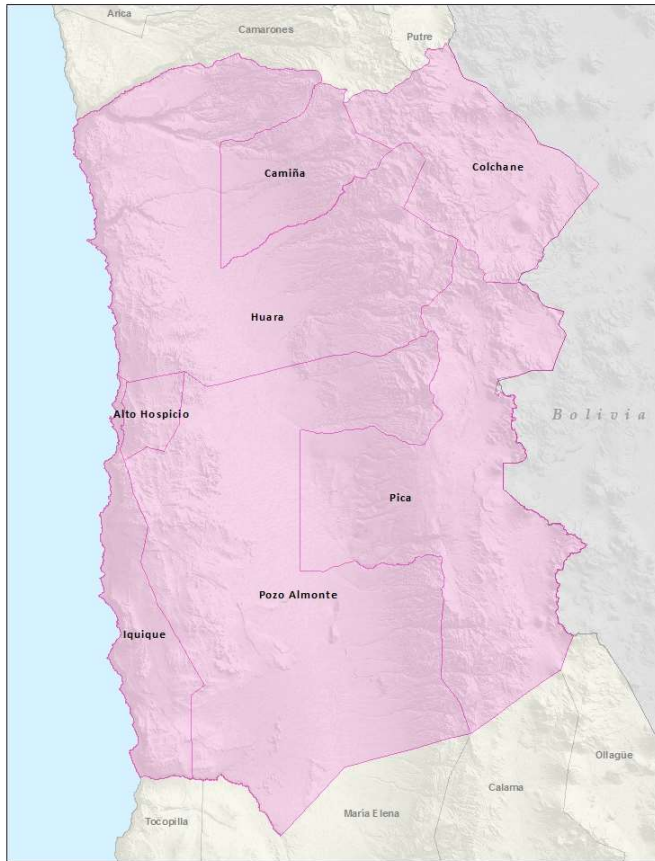 Arica
Camarones
Putre
Camiña
Colchane
Huara
Alto Hospicio
Bolivia
Pica
Pozo Almonte
Iquique
Ollagüe
Calama
María Elena
Tocopilla